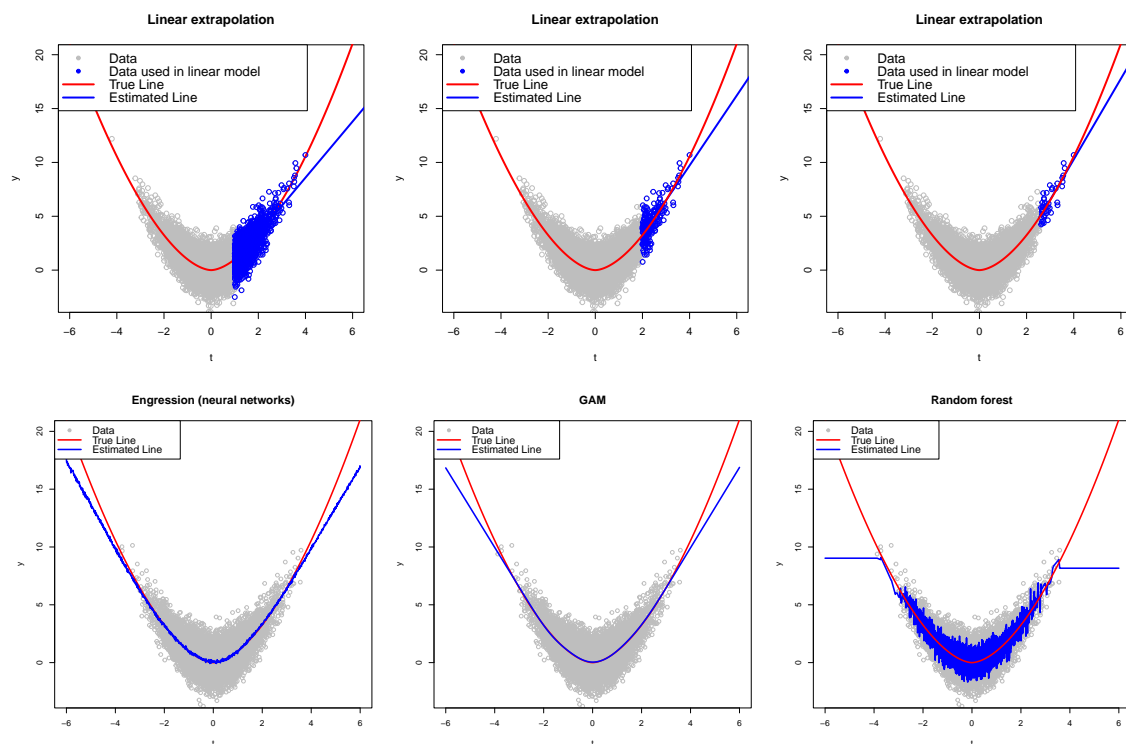 Linear extrapolation
Data
Data used in linear model
True Line
Estimated Line
y
20
15
10
5
0
−6 −4 −2 0 2 4 6
t
Linear extrapolation
Data
Data used in linear model
True Line
Estimated Line
y
20
15
10
5
0
−6 −4 −2 0 2 4 6
t
Linear extrapolation
Data
Data used in linear model
True Line
Estimated Line
y
20
15
10
5
0
−6 −4 −2 0 2 4 6
t
Engression (neural networks)
Data
True Line
Estimated Line
y
20
15
10
5
0
−6 −4 −2 0 2 4 6
GAM
Data
True Line
Estimated Line
y
20
15
10
5
0
−6 −4 −2 0 2 4 6
Random forest
Data
True Line
Estimated Line
y
20
15
10
5
0
−6 −4 −2 0 2 4 6